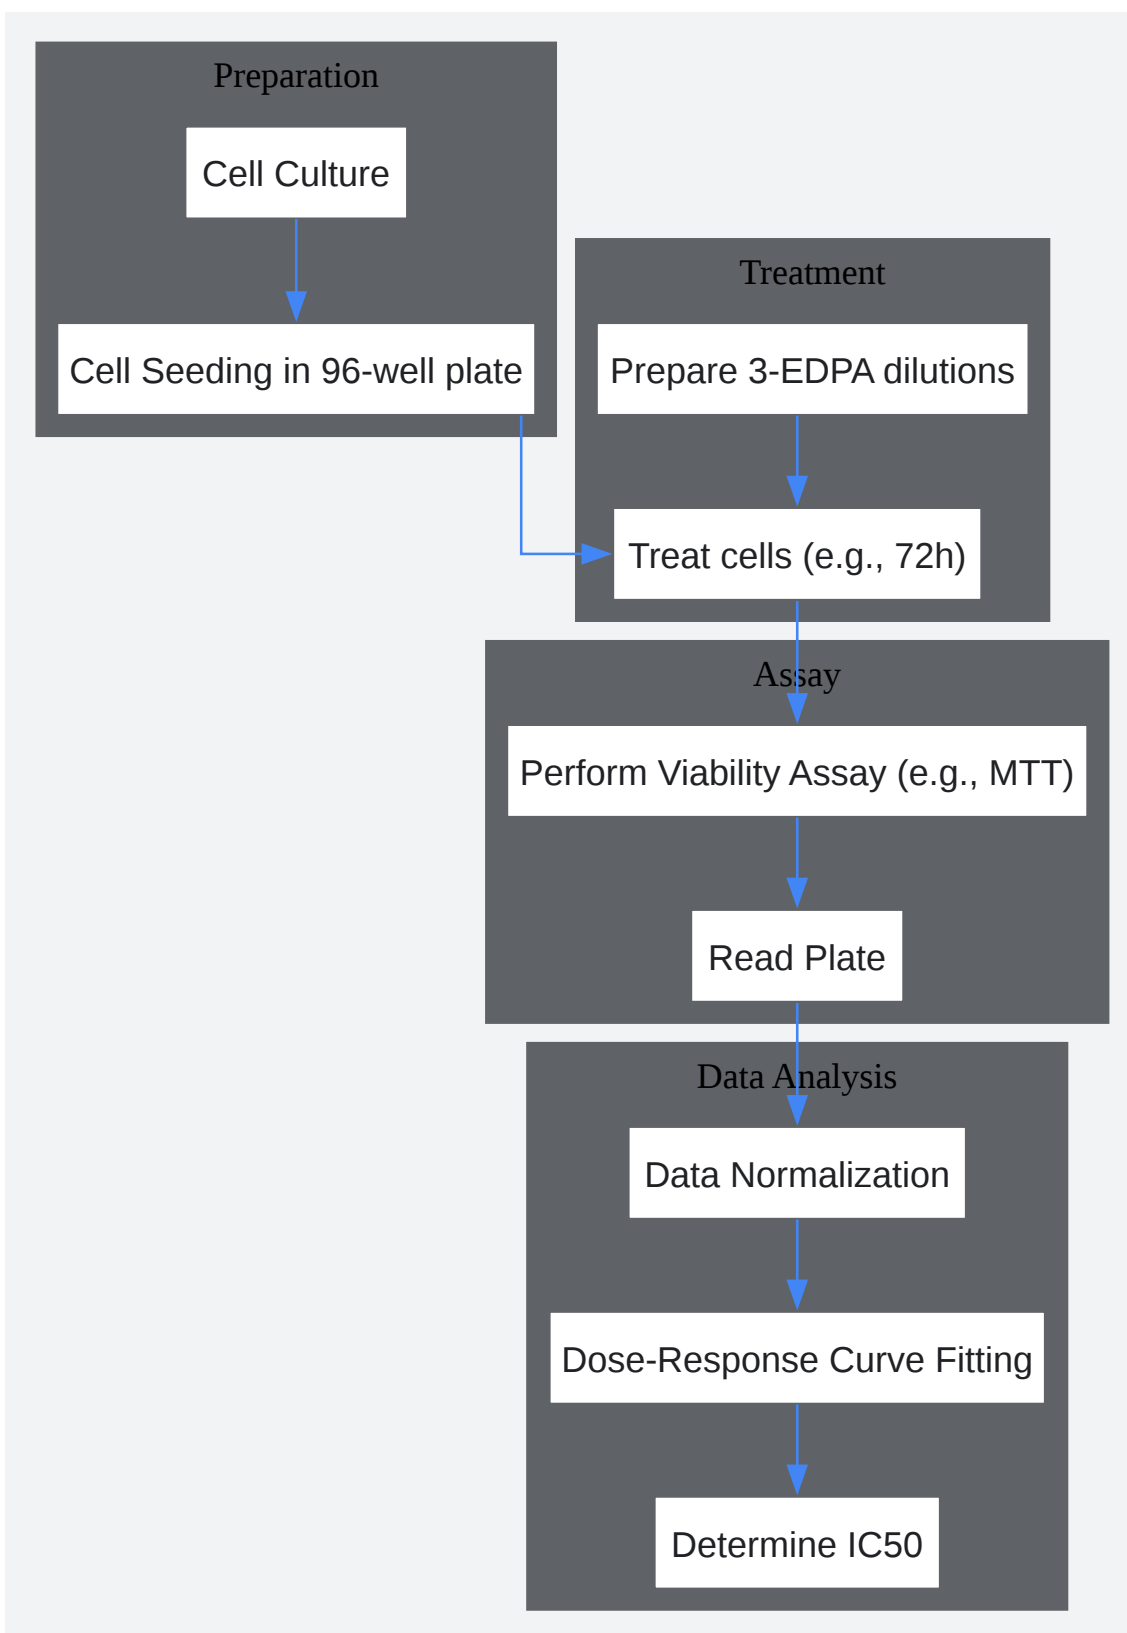 Preparation
Cell Culture
Cell Seeding in 96-well plate
Treatment
Prepare 3-EDPA dilutions
Treat cells (e.g., 72h)
Assay
Perform Viability Assay (e.g., MTT)
Read Plate
Data Analysis
Data Normalization
Dose-Response Curve Fitting
Determine IC50